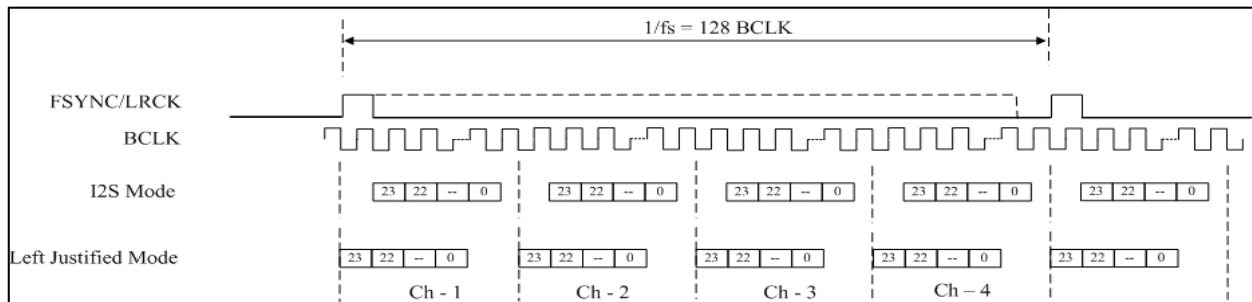 1/fs = 128 BCLK
FSYNC/LRCK
BCLK
I2S Mode
23 22 -- 0 23 22 -- 0 23 22 -- 0 23 22 -- 0 23 22 -- 0
Left Justified Mode
23 22 -- 0 23 22 -- 0 23 22 -- 0 23 22 -- 0 23 22 -- 0
Ch - 1 Ch - 2 Ch - 3 Ch – 4